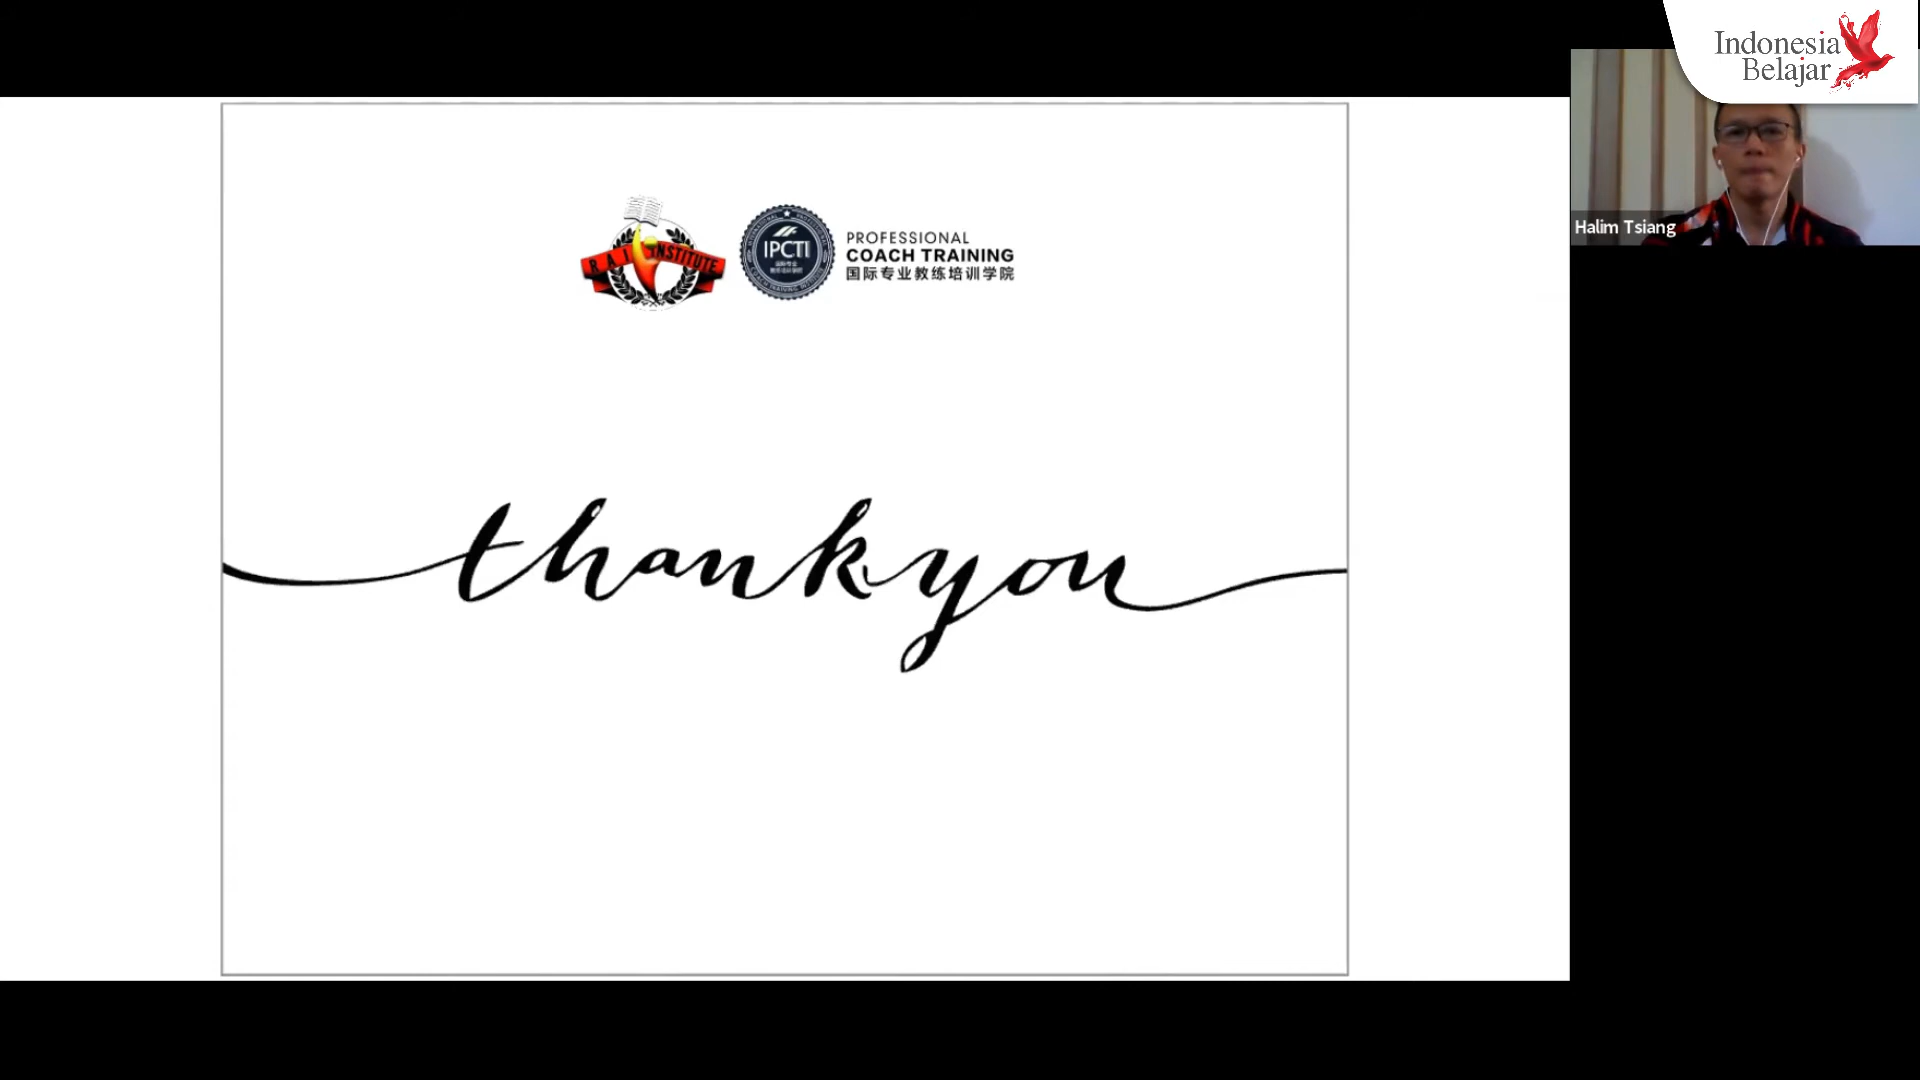 Indonesia
Belajar
Halim Tsiang
RAI INSTITUTE
IPCTI
PROFESSIONAL
COACH TRAINING
国际专业教练培训学院
thank you